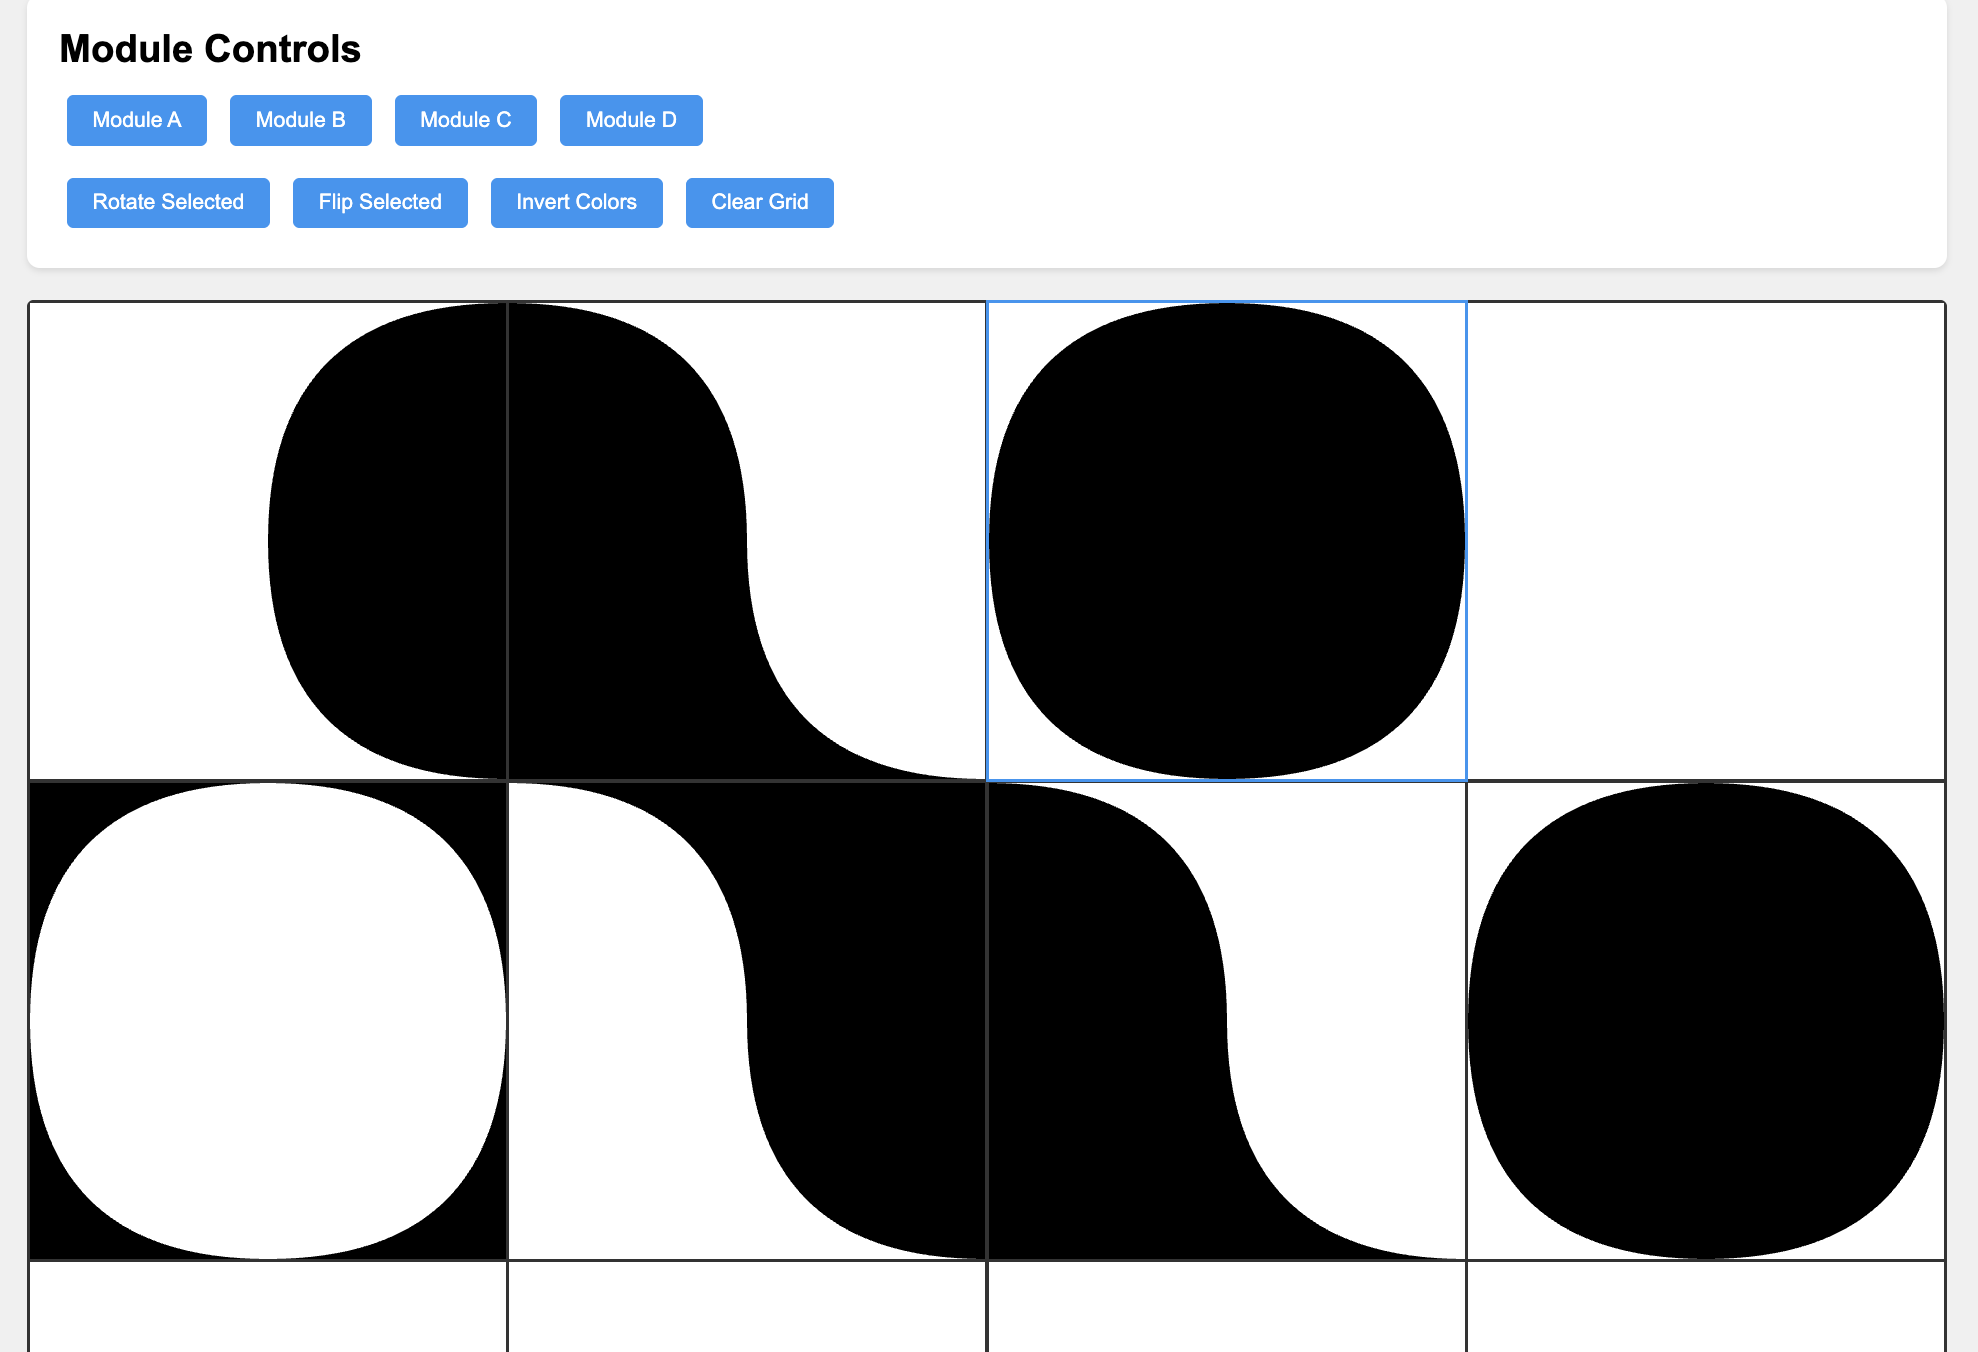 Module Controls
Module A Module B Module C Module D
Rotate Selected Flip Selected Invert Colors Clear Grid